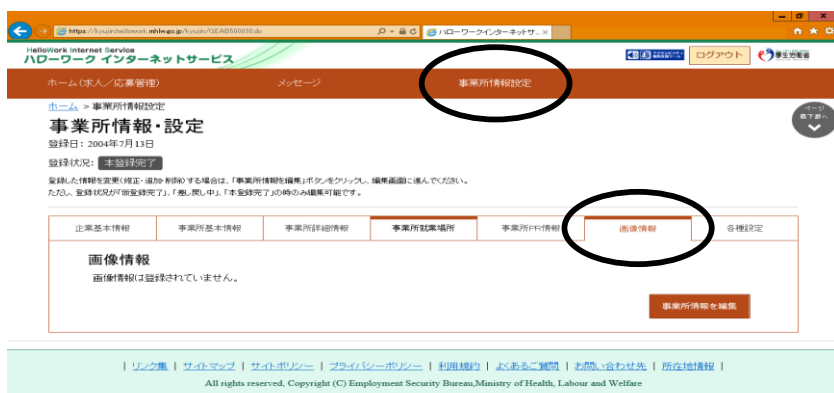 https://kyujin.hellowork.mhlw.go.jp/kyujin/GEAB500030.do
ハローワークインターネットサ...
HelloWork Internet Service
ハローワーク インターネットサービス
ログアウト
厚生労働省
ホーム(求人/応募管理)
メッセージ
事業所情報設定
ホーム > 事業所情報設定
事業所情報・設定
登録日: 2004年7月13日
登録状況: 本登録完了
登録した情報を変更(修正・追加・削除)する場合は、「事業所情報を編集」ボタンをクリックし、編集画面に進んでください。
ただし、登録状況が「仮登録完了」、「差し戻し中」、「本登録完了」の時のみ編集可能です。
ページ
最下部へ
企業基本情報
事業所基本情報
事業所詳細情報
事業所就業場所
事業所PR情報
画像情報
各種設定
画像情報
画像情報は登録されていません。
事業所情報を編集
| リンク集 | サイトマップ | サイトポリシー | プライバシーポリシー | 利用規約 | よくあるご質問 | お問い合わせ先 | 所在地情報 |
All rights reserved, Copyright (C) Employment Security Bureau,Ministry of Health, Labour and Welfare